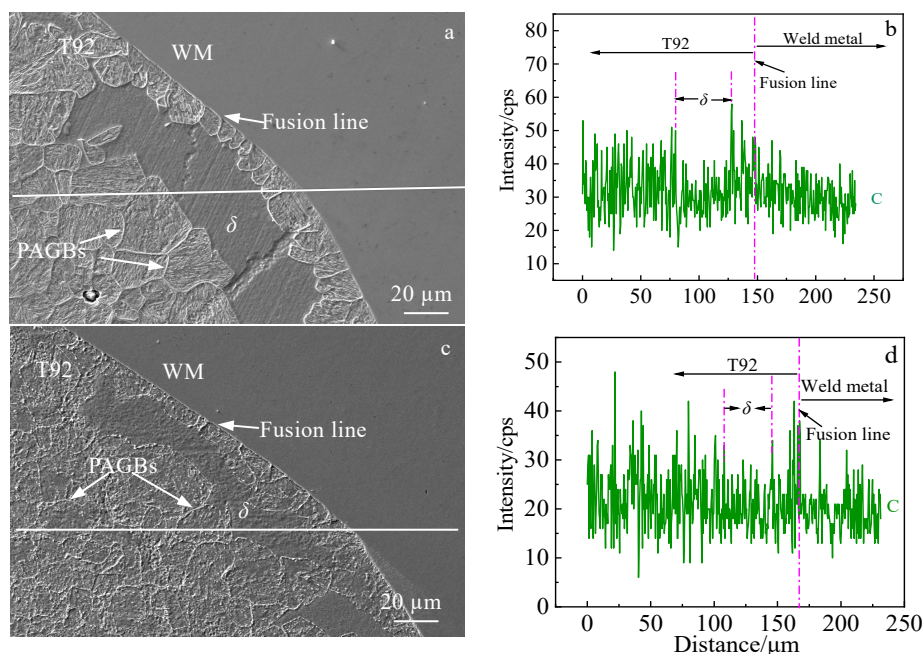 a
T92
WM
Fusion line
δ
PAGBs
20 μm
b
T92
Weld metal
Fusion line
δ
C
Intensity/cps
85
80
70
60
50
40
30
20
10
0
50
100
150
200
250
c
T92
WM
Fusion line
PAGBs
δ
20 μm
d
T92
Weld metal
δ
Fusion line
C
Intensity/cps
50
40
30
20
10
0
0
50
100
150
200
250
Distance/μm